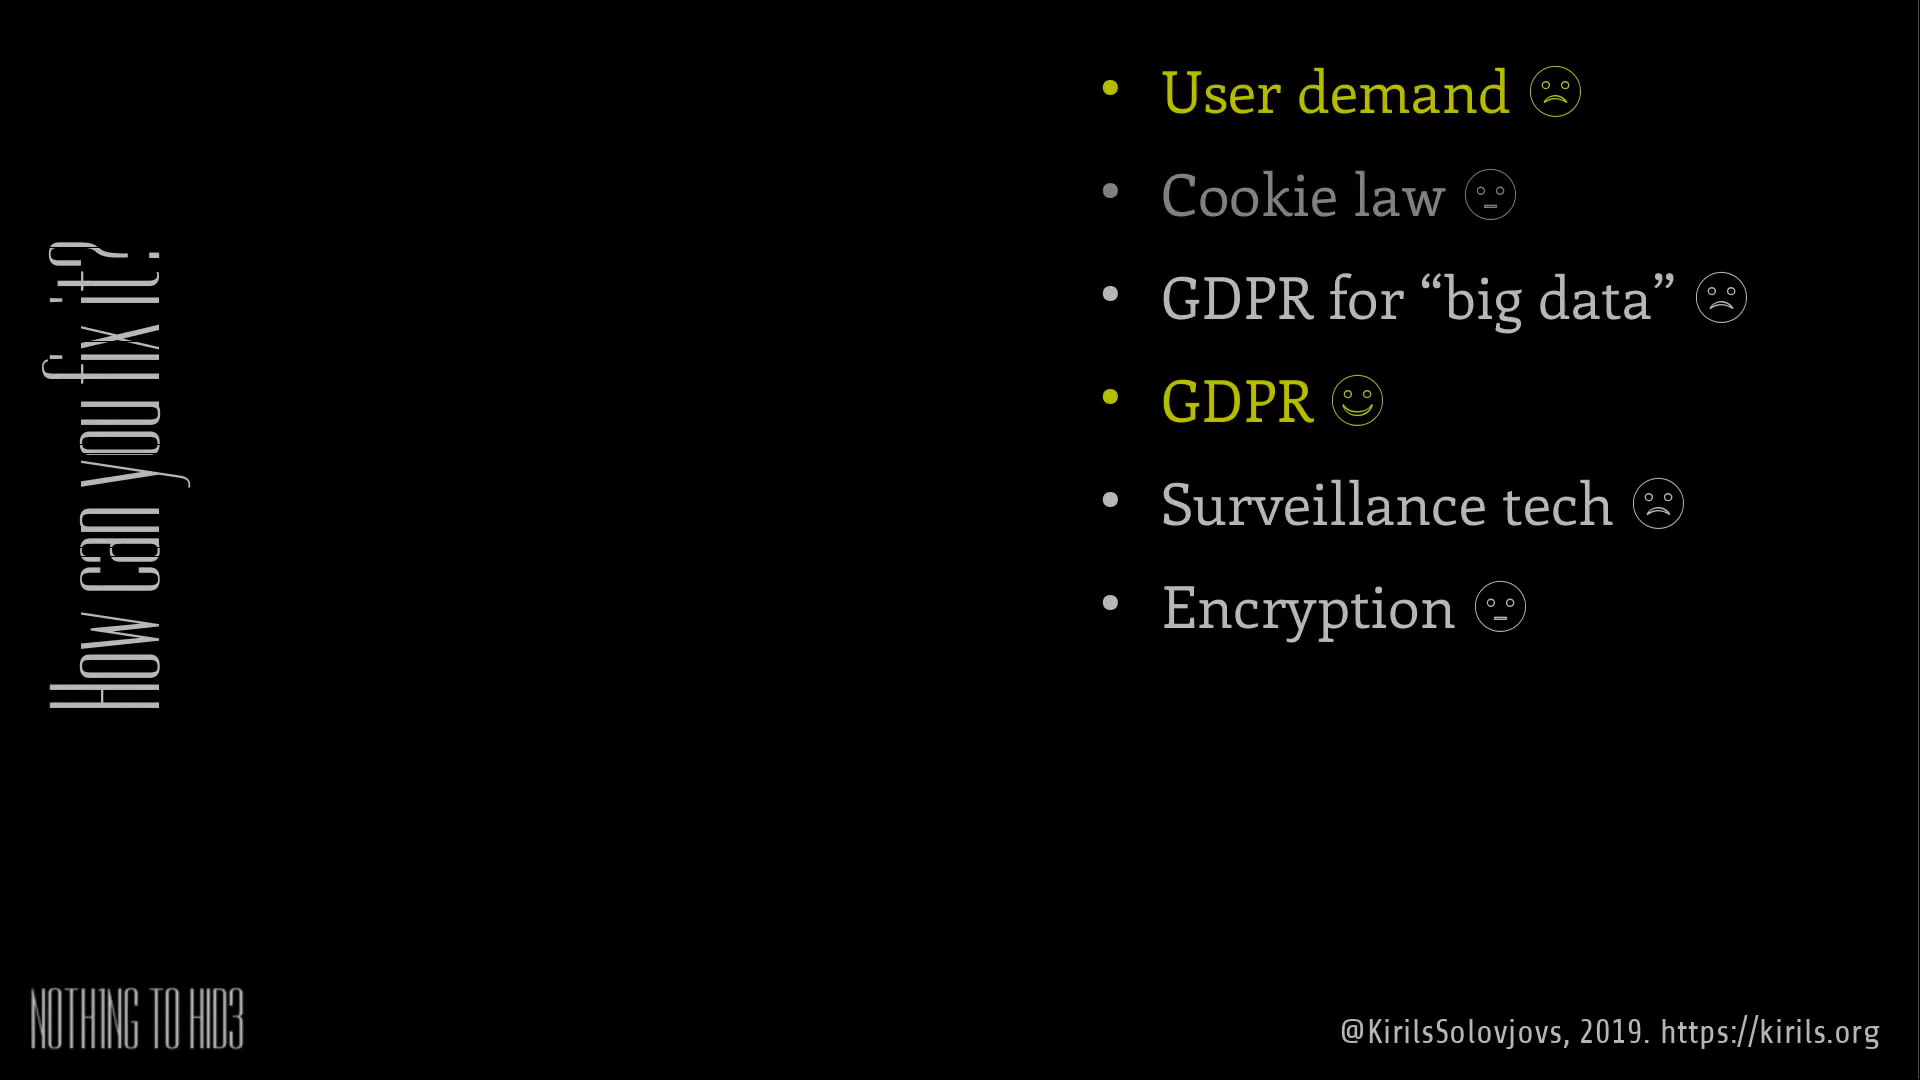 How can you fix it?
• User demand ☹
• Cookie law 😐
• GDPR for “big data” ☹
• GDPR ☺
• Surveillance tech ☹
• Encryption 😐
NOTH1NG TO HID3
@KirilsSolovjovs, 2019. https://kirils.org